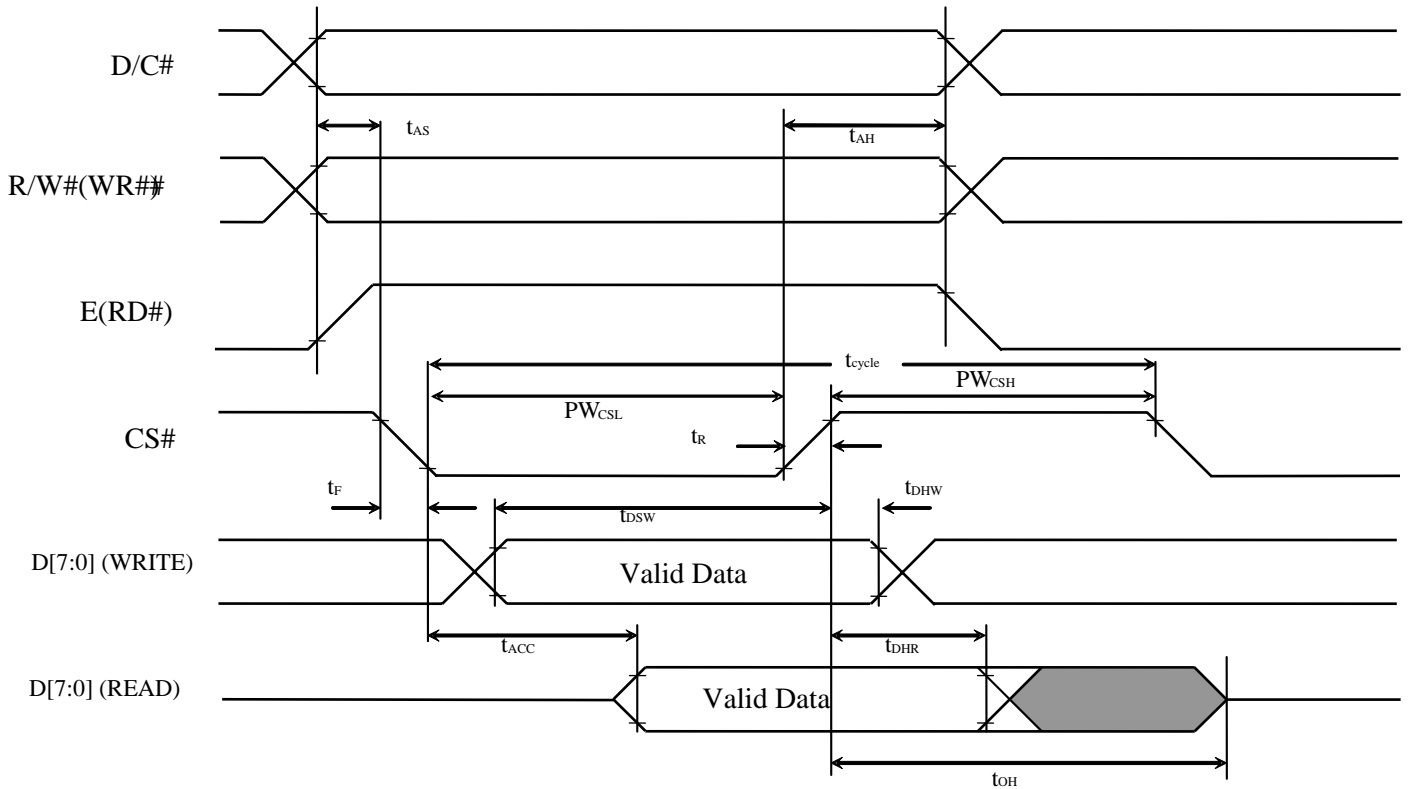 D/C#
tAS
tAH
R/W#(WR##)#
E(RD#)
tcycle
PWCSL
PWCSH
CS#
tR
tF
tDSW
tDHW
D[7:0] (WRITE)
Valid Data
tACC
tDHR
D[7:0] (READ)
Valid Data
tOH